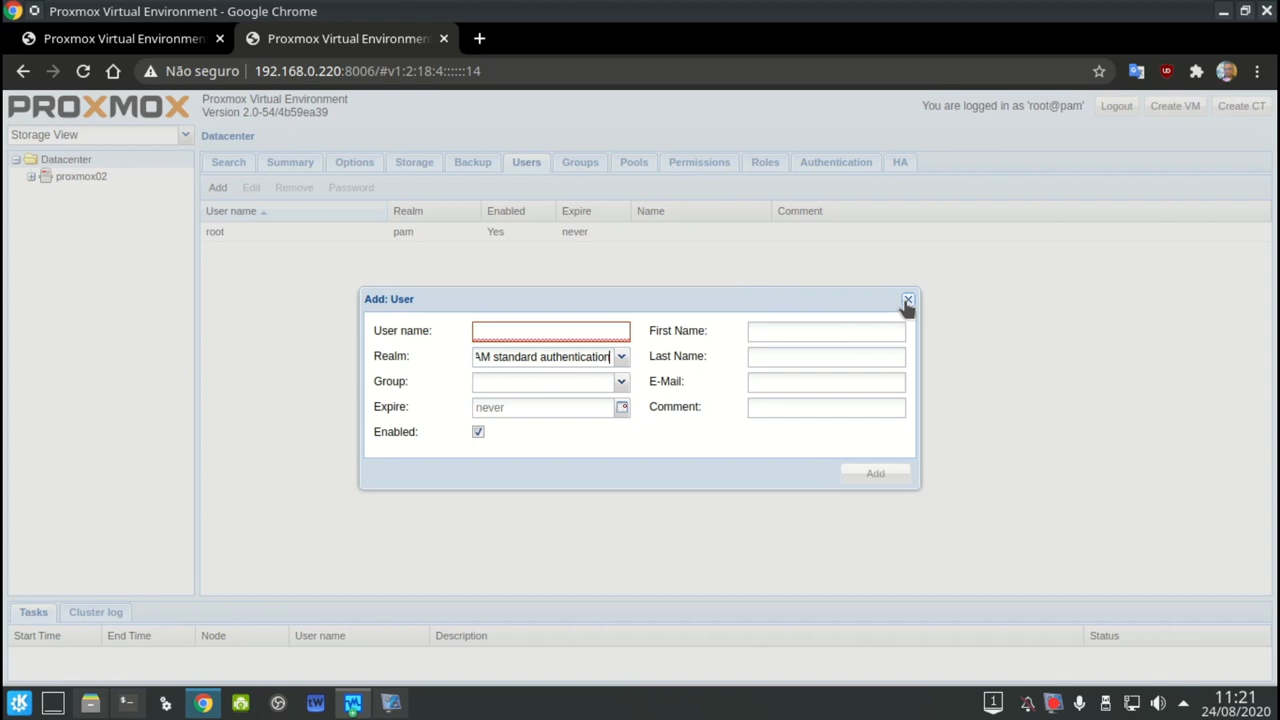 Proxmox Virtual Environment - Google Chrome
Proxmox Virtual Environmen
Proxmox Virtual Environmen
Não seguro
192.168.0.220:8006/#v1:2:18:4::::::14
PROXMOX
Proxmox Virtual Environment
Version 2.0-54/4b59ea39
You are logged in as 'root@pam'
Logout
Create VM
Create CT
Storage View
Datacenter
Datacenter
proxmox02
Search Summary Options Storage Backup Users Groups Pools Permissions Roles Authentication HA
Add Edit Remove Password
User name Realm Enabled Expire Name Comment
root pam Yes never
Add: User
User name:
First Name:
Realm: AM standard authentication
Last Name:
Group:
E-Mail:
Expire: never
Comment:
Enabled:
Add
Tasks Cluster log
Start Time End Time Node User name Description Status
1
11:21
24/08/2020